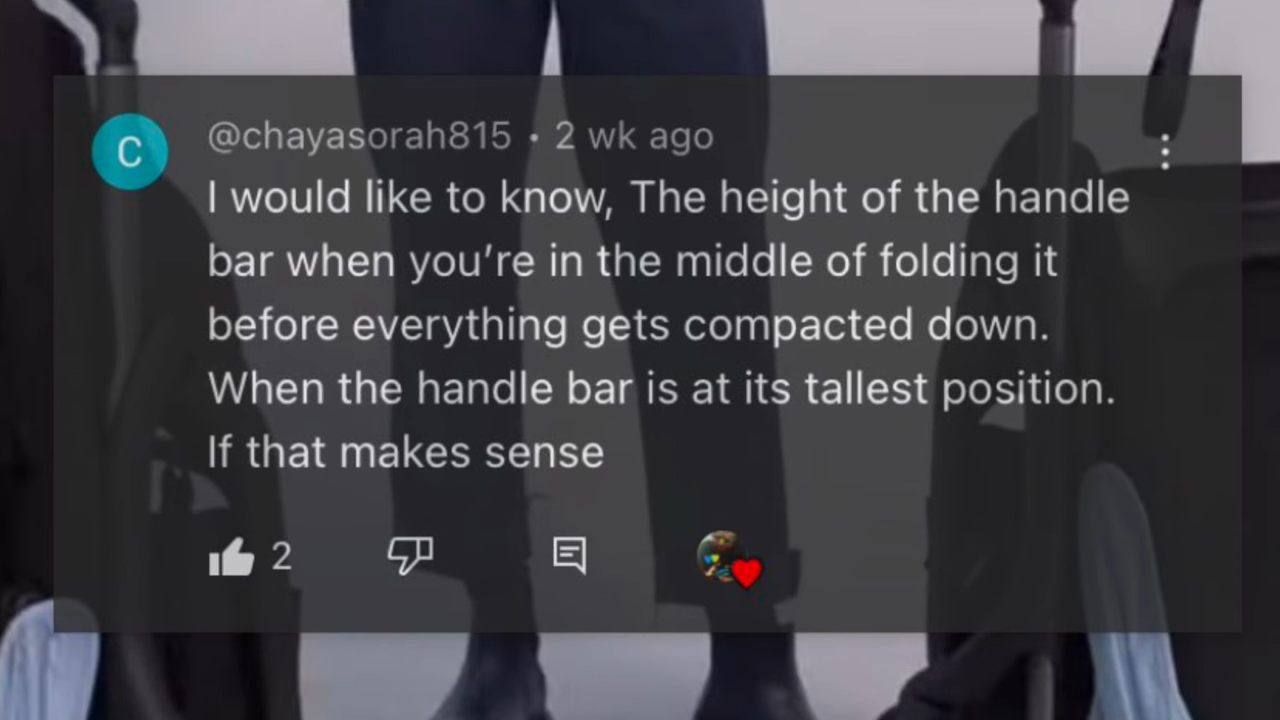 C
@chayasorah815 • 2 wk ago
I would like to know, The height of the handle
bar when you’re in the middle of folding it
before everything gets compacted down.
When the handle bar is at its tallest position.
If that makes sense
2